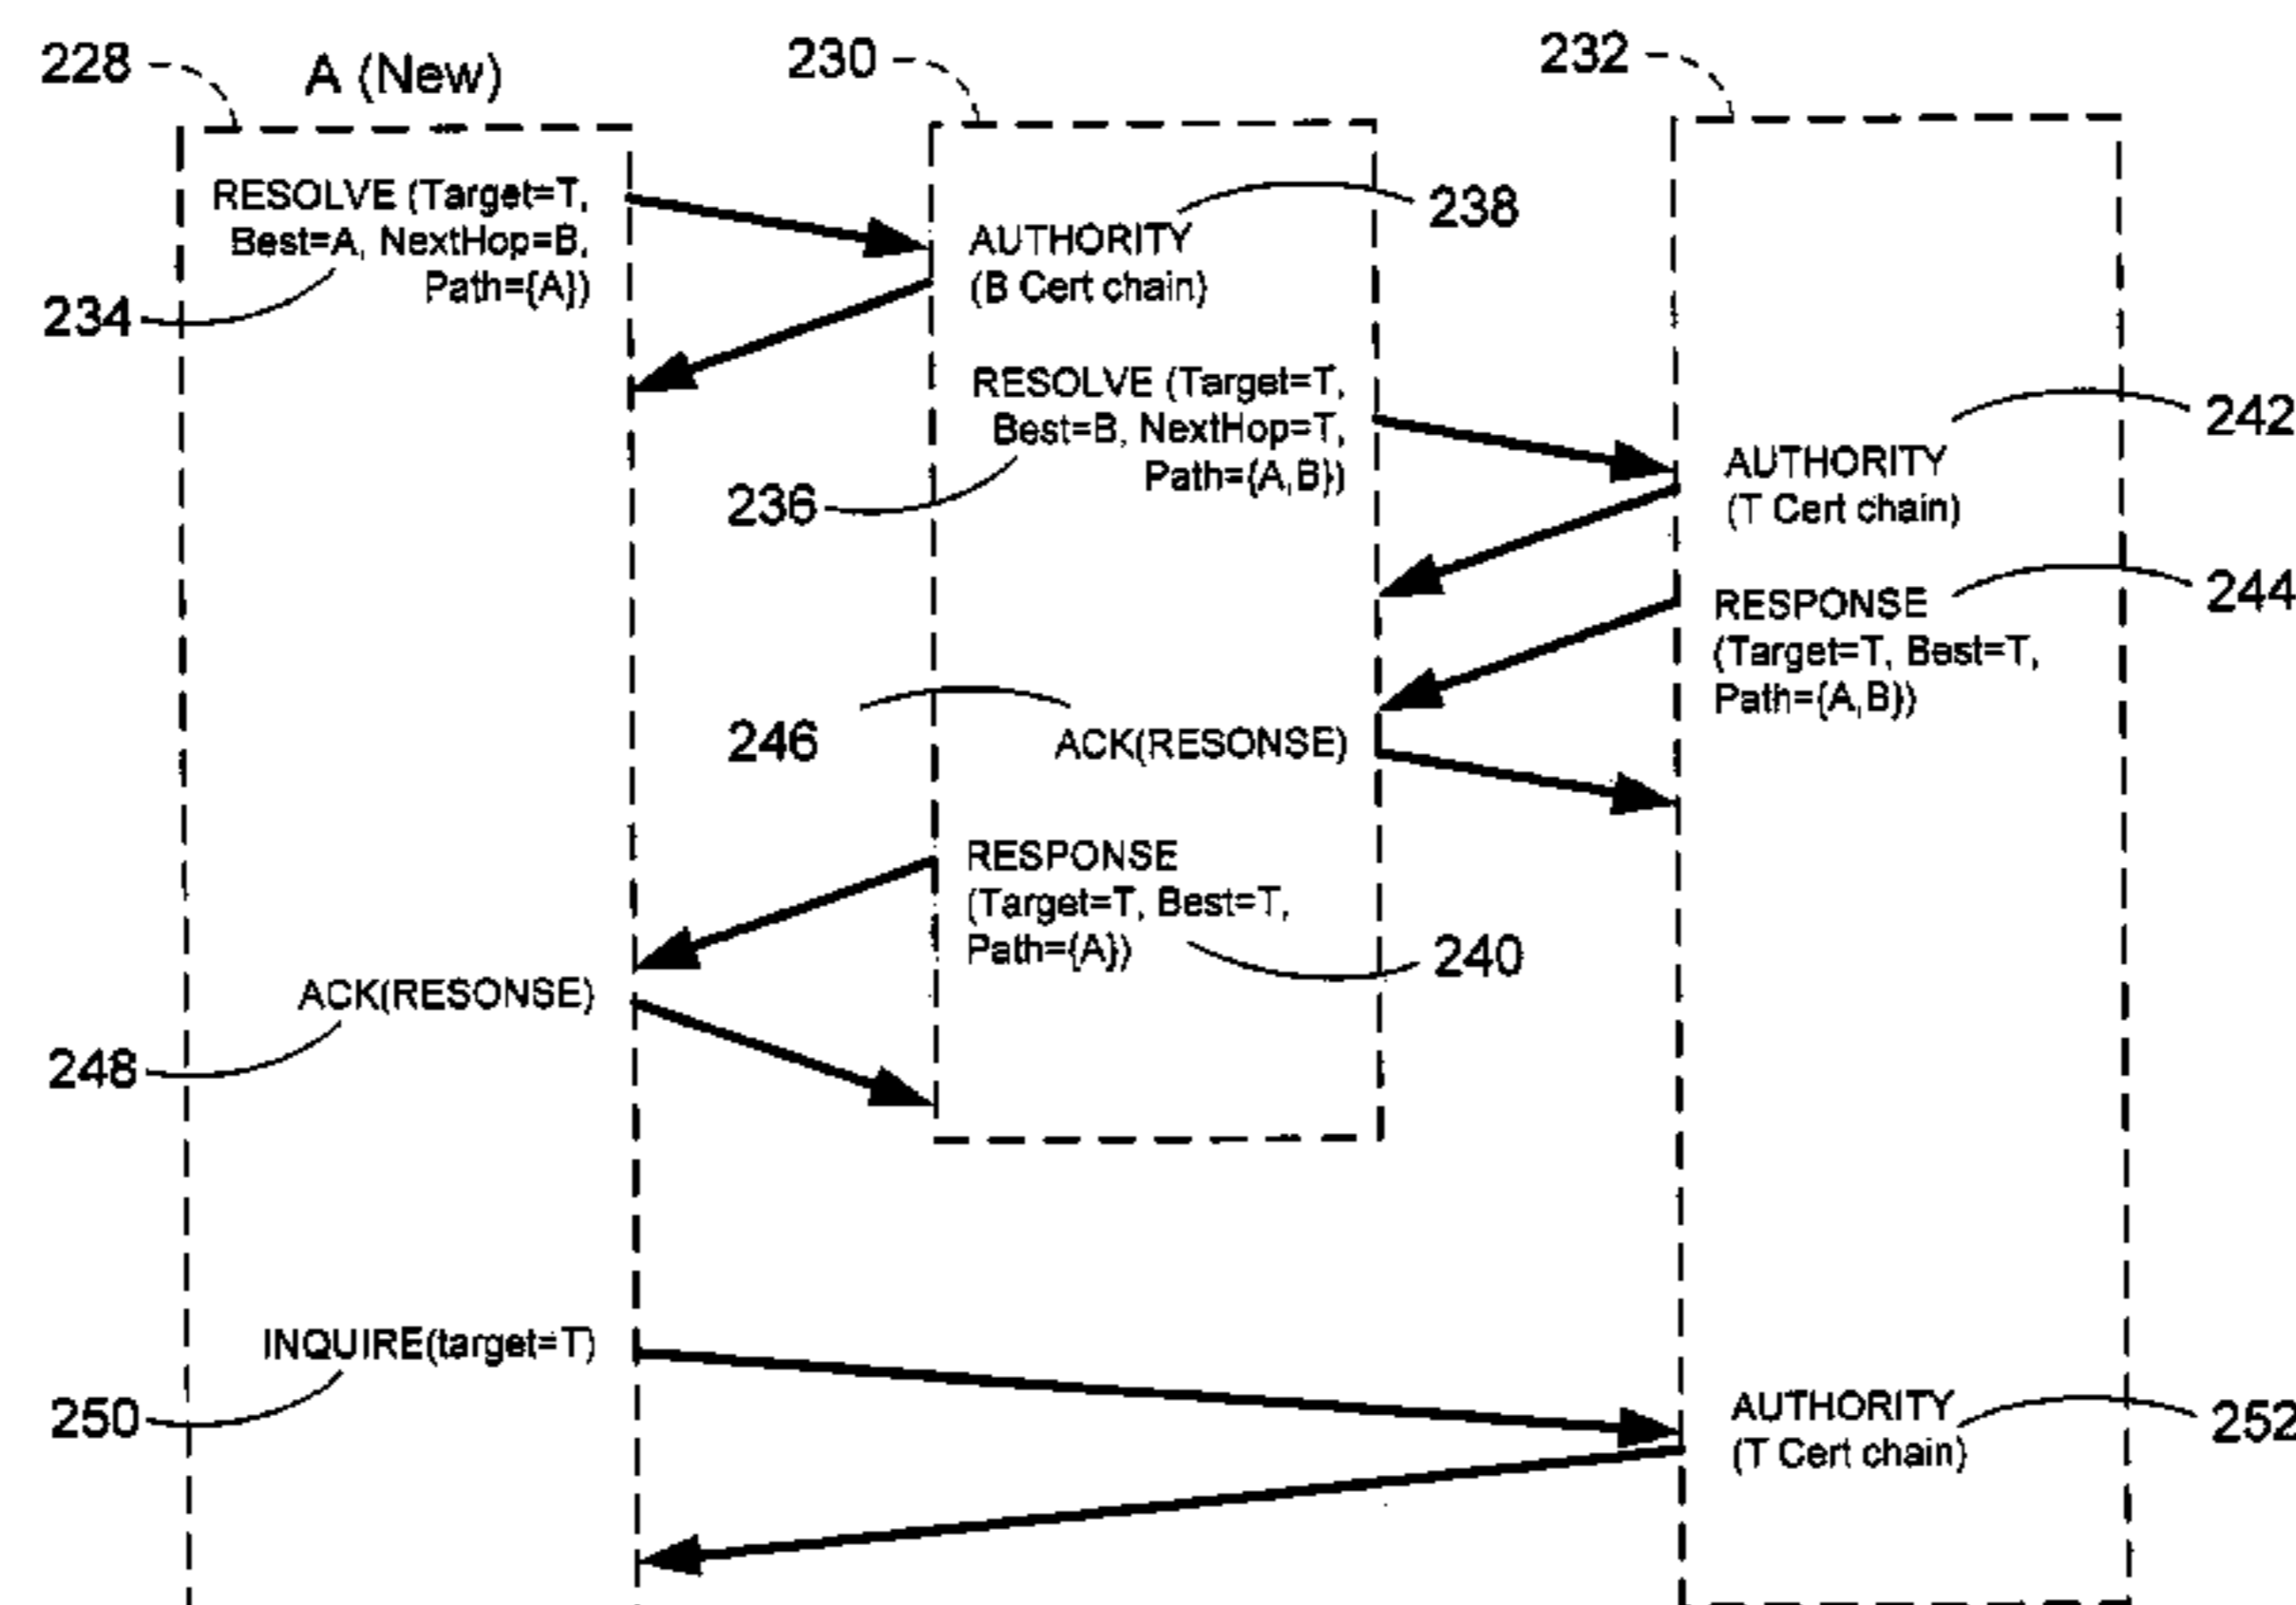 228
A (New)
230
232
RESOLVE (Target=T,
Best=A, NextHop=B,
Path={A})
234
AUTHORITY
(B Cert chain)
238
RESOLVE (Target=T,
Best=B, NextHop=T,
Path={A,B})
236
AUTHORITY
(T Cert chain)
242
RESPONSE
(Target=T, Best=T,
Path={A,B})
244
246
ACK(RESONSE)
RESPONSE
(Target=T, Best=T,
Path={A})
240
ACK(RESONSE)
248
INQUIRE(target=T)
250
AUTHORITY
(T Cert chain)
252